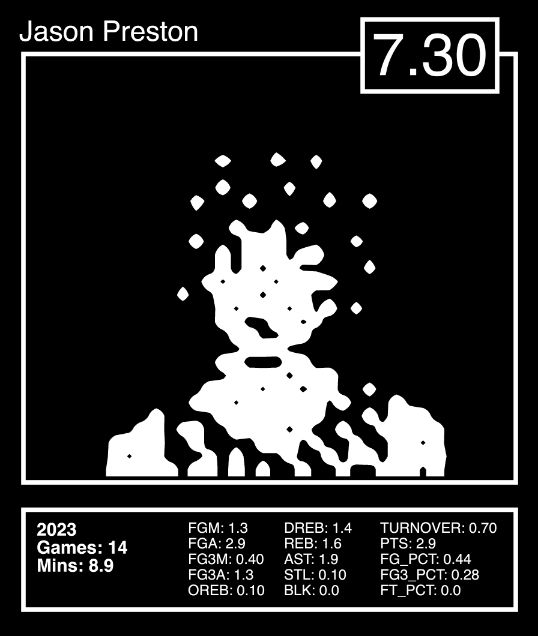 Jason Preston
7.30
2023
Games: 14
Mins: 8.9
FGM: 1.3
FGA: 2.9
FG3M: 0.40
FG3A: 1.3
OREB: 0.10
DREB: 1.4
REB: 1.6
AST: 1.9
STL: 0.10
BLK: 0.0
TURNOVER: 0.70
PTS: 2.9
FG_PCT: 0.44
FG3_PCT: 0.28
FT_PCT: 0.0